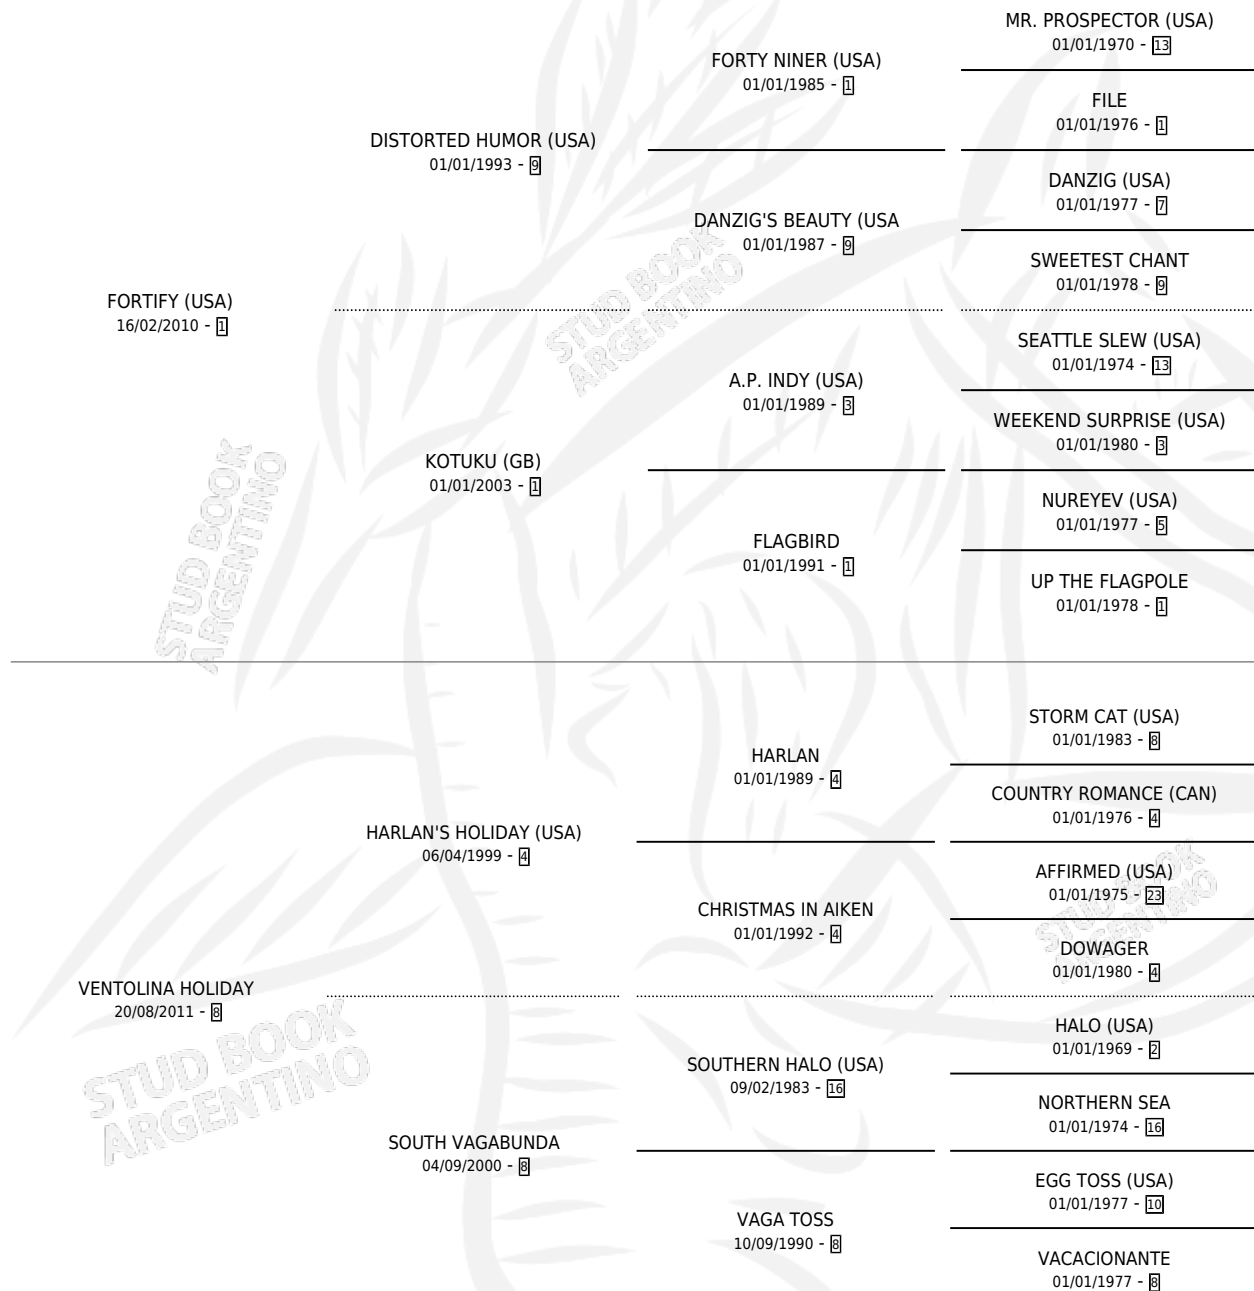 MR. PROSPECTOR (USA)
01/01/1970 - 13
FORTY NINER (USA)
01/01/1985 - 1
FILE
01/01/1976 - 1
DISTORTED HUMOR (USA)
01/01/1993 - 9
DANZIG (USA)
01/01/1977 - 7
DANZIG'S BEAUTY (USA
01/01/1987 - 9
SWEETEST CHANT
01/01/1978 - 9
FORTIFY (USA)
16/02/2010 - 1
STUD BOOK
ARGENTINO
SEATTLE SLEW (USA)
01/01/1974 - 13
A.P. INDY (USA)
01/01/1989 - 3
WEEKEND SURPRISE (USA)
01/01/1980 - 3
KOTUKU (GB)
01/01/2003 - 1
NUREYEV (USA)
01/01/1977 - 5
FLAGBIRD
01/01/1991 - 1
UP THE FLAGPOLE
01/01/1978 - 1
STUD BOOK
ARGENTINO
STORM CAT (USA)
01/01/1983 - 8
HARLAN
01/01/1989 - 4
COUNTRY ROMANCE (CAN)
01/01/1976 - 4
HARLAN'S HOLIDAY (USA)
06/04/1999 - 4
AFFIRMED (USA)
01/01/1975 - 23
CHRISTMAS IN AIKEN
01/01/1992 - 4
STUD BOOK
ARGENTINO
DOWAGER
01/01/1980 - 4
VENTOLINA HOLIDAY
20/08/2011 - 8
HALO (USA)
01/01/1969 - 2
SOUTHERN HALO (USA)
09/02/1983 - 16
STUD BOOK
ARGENTINO
NORTHERN SEA
01/01/1974 - 16
SOUTH VAGABUNDA
04/09/2000 - 8
EGG TOSS (USA)
01/01/1977 - 10
VAGA TOSS
10/09/1990 - 8
VACACIONANTE
01/01/1977 - 8